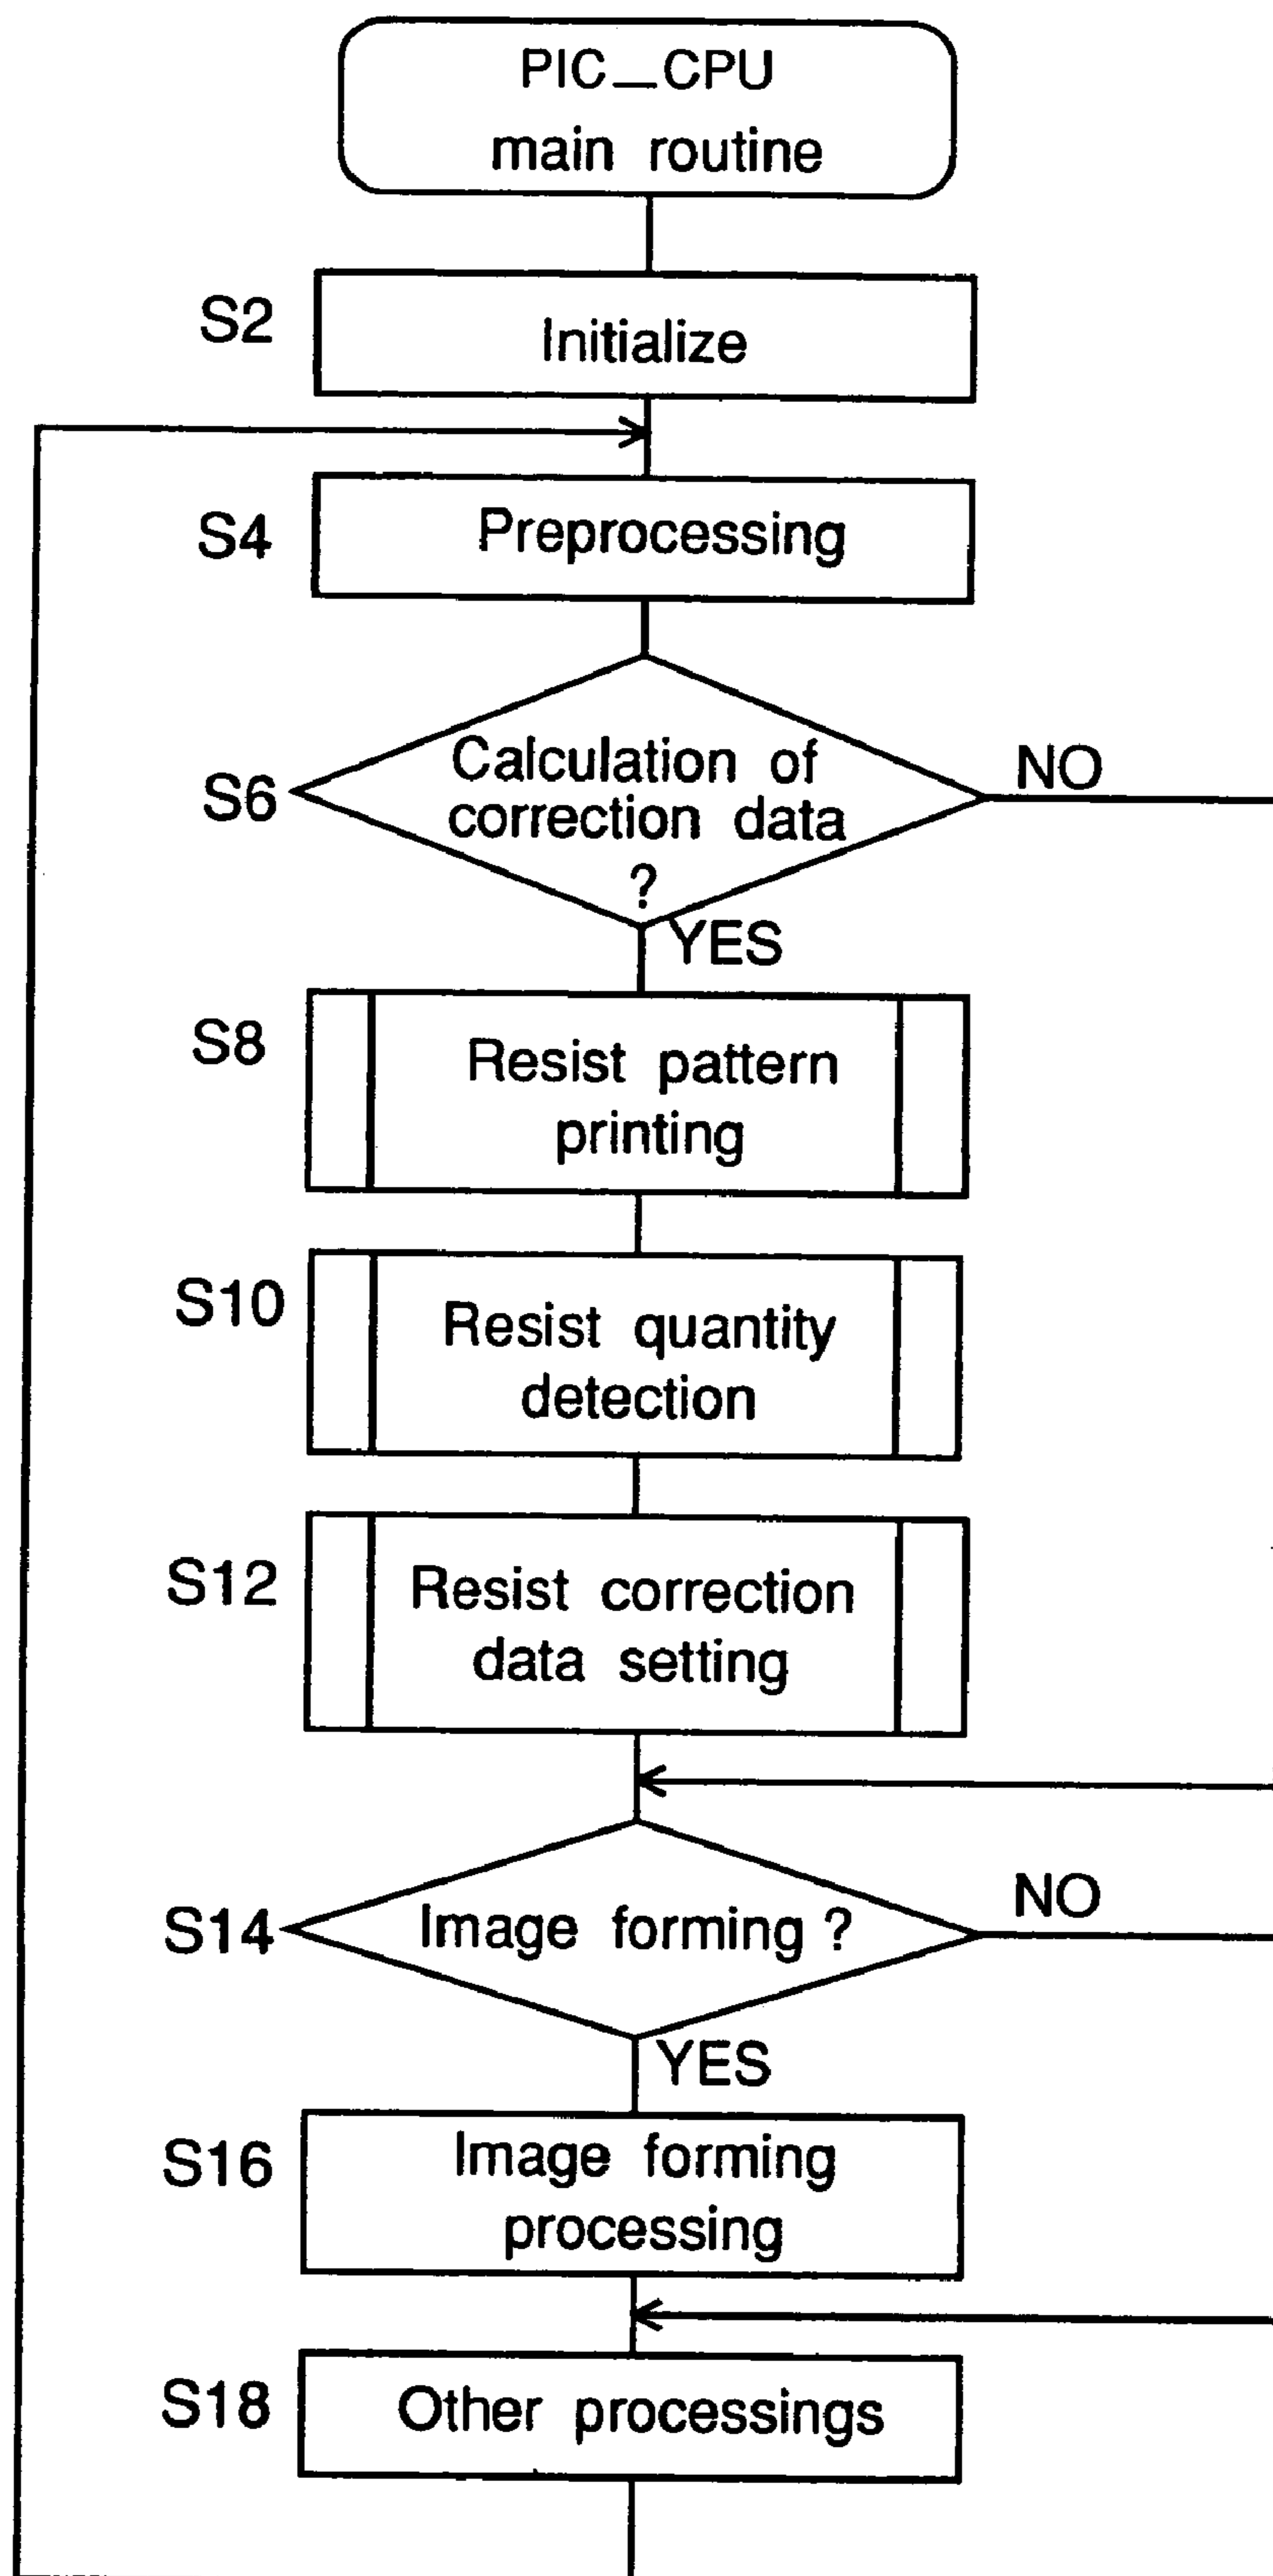 PIC_CPU
main routine
S2
Initialize
S4
Preprocessing
S6
Calculation of
correction data
?
NO
YES
S8
Resist pattern
printing
S10
Resist quantity
detection
S12
Resist correction
data setting
S14
Image forming ?
NO
YES
S16
Image forming
processing
S18
Other processings